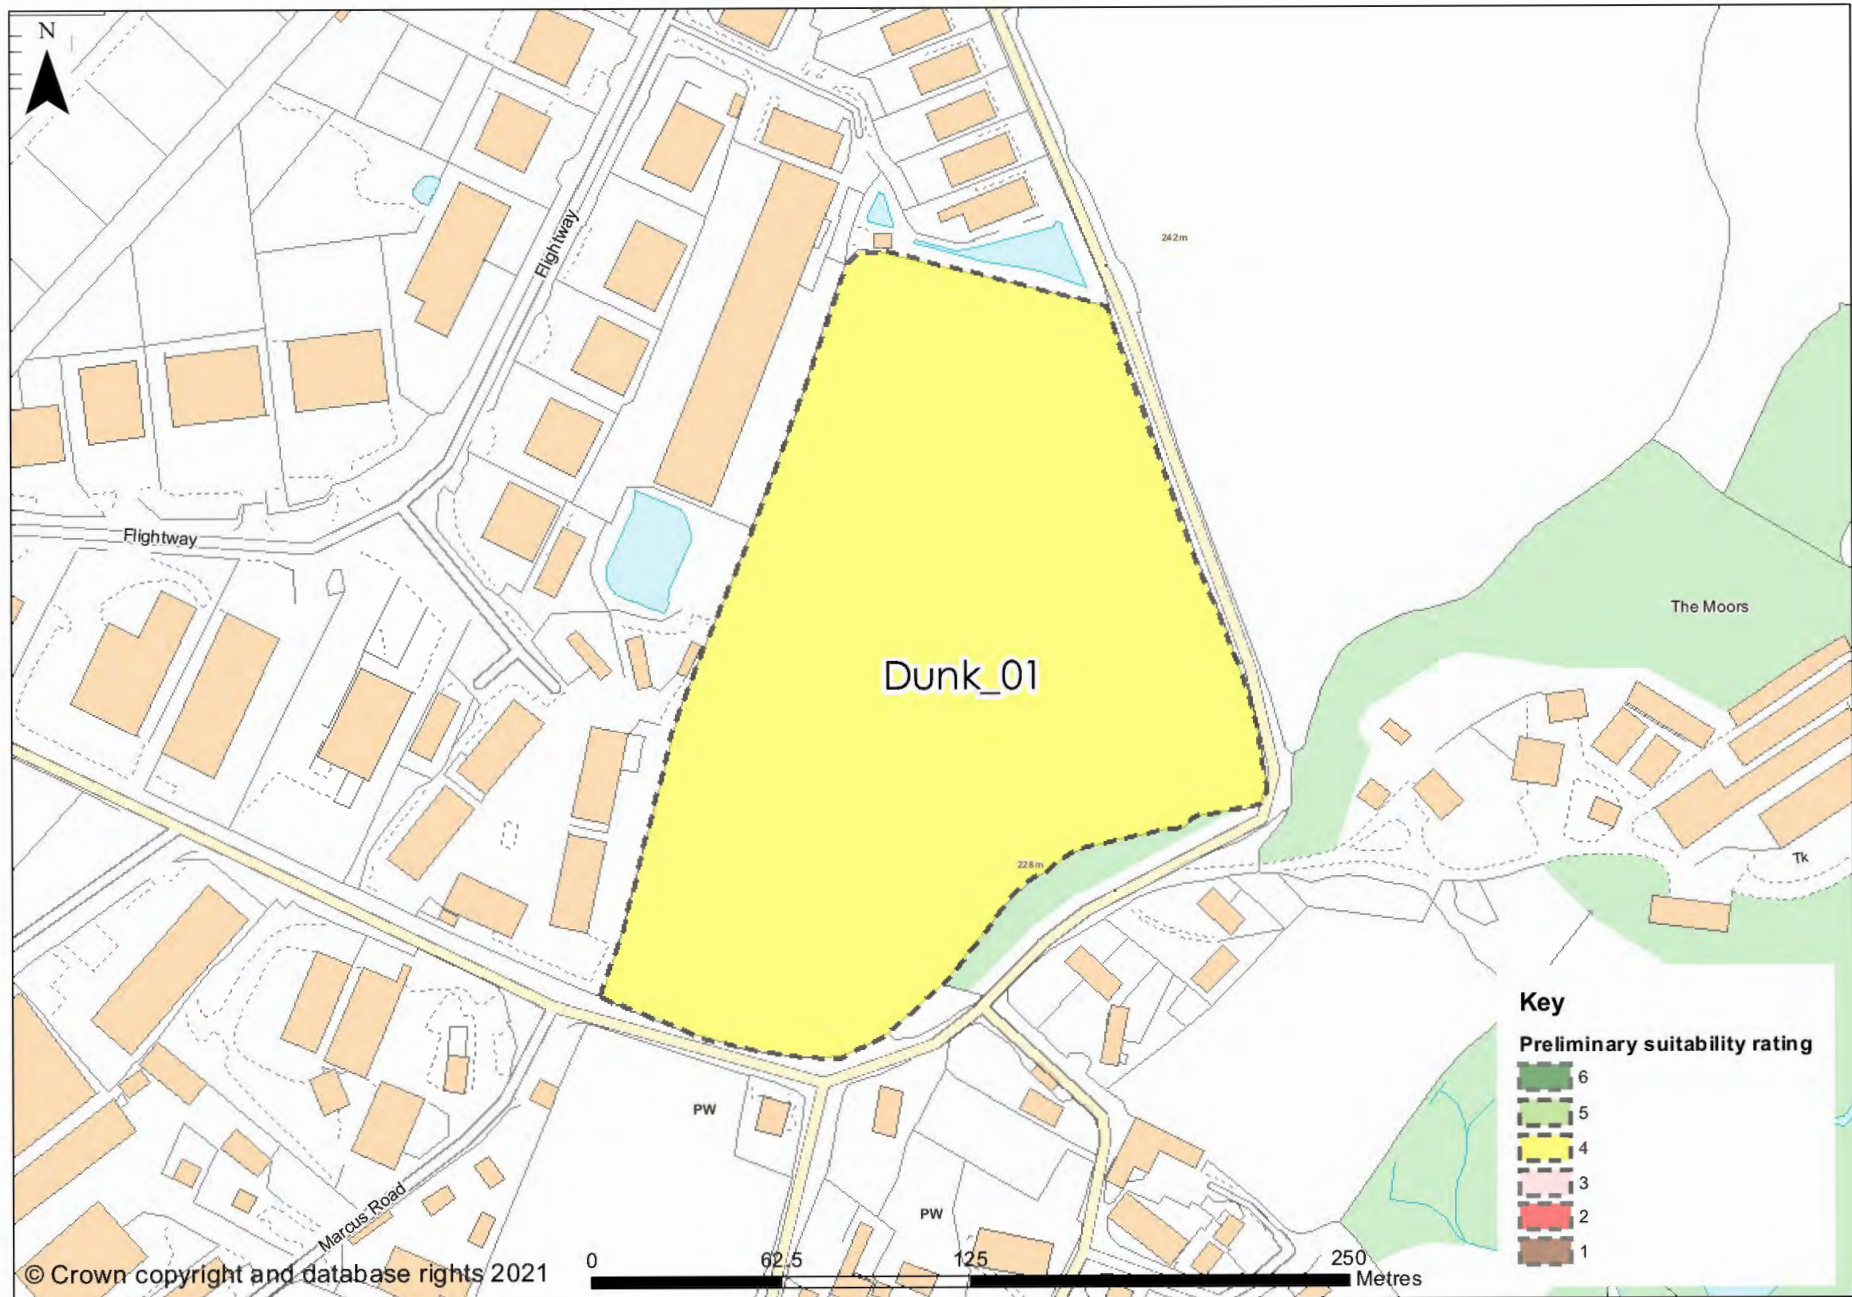 N
Flightway
242m
Flightway
The Moors
Dunk_01
228m
Tk
Key
Preliminary suitability rating
6
5
4
3
2
1
PW
PW
Marcus Road
0 62.5 125 250
Metres
© Crown copyright and database rights 2021